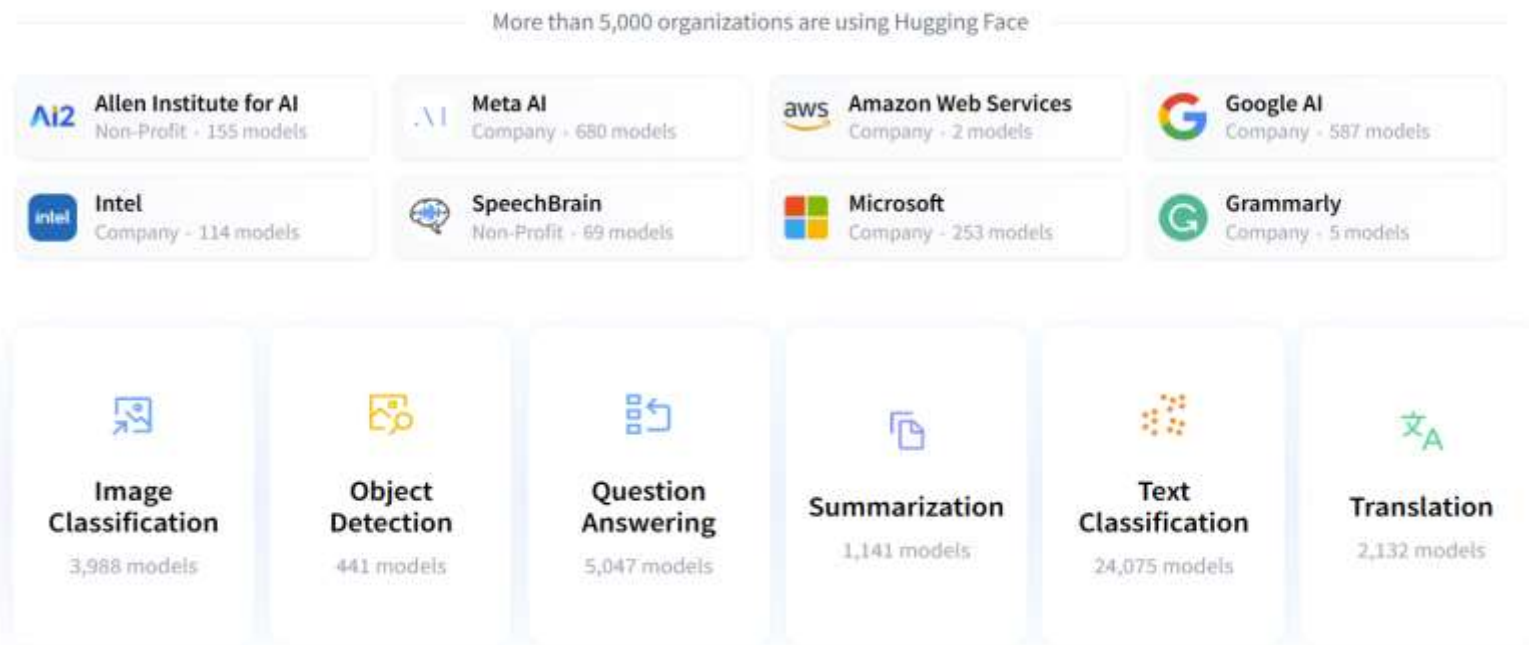 More than 5,000 organizations are using Hugging Face
Ai2
Allen Institute for AI
Non-Profit · 155 models
AI
Meta AI
Company · 680 models
aws
Amazon Web Services
Company · 2 models
G
Google AI
Company · 587 models
intel
Intel
Company · 114 models
SpeechBrain
Non-Profit · 69 models
Microsoft
Company · 253 models
G
Grammarly
Company · 5 models
Image
Classification
3,988 models
Object
Detection
441 models
Question
Answering
5,047 models
Summarization
1,141 models
Text
Classification
24,075 models
文A
Translation
2,132 models